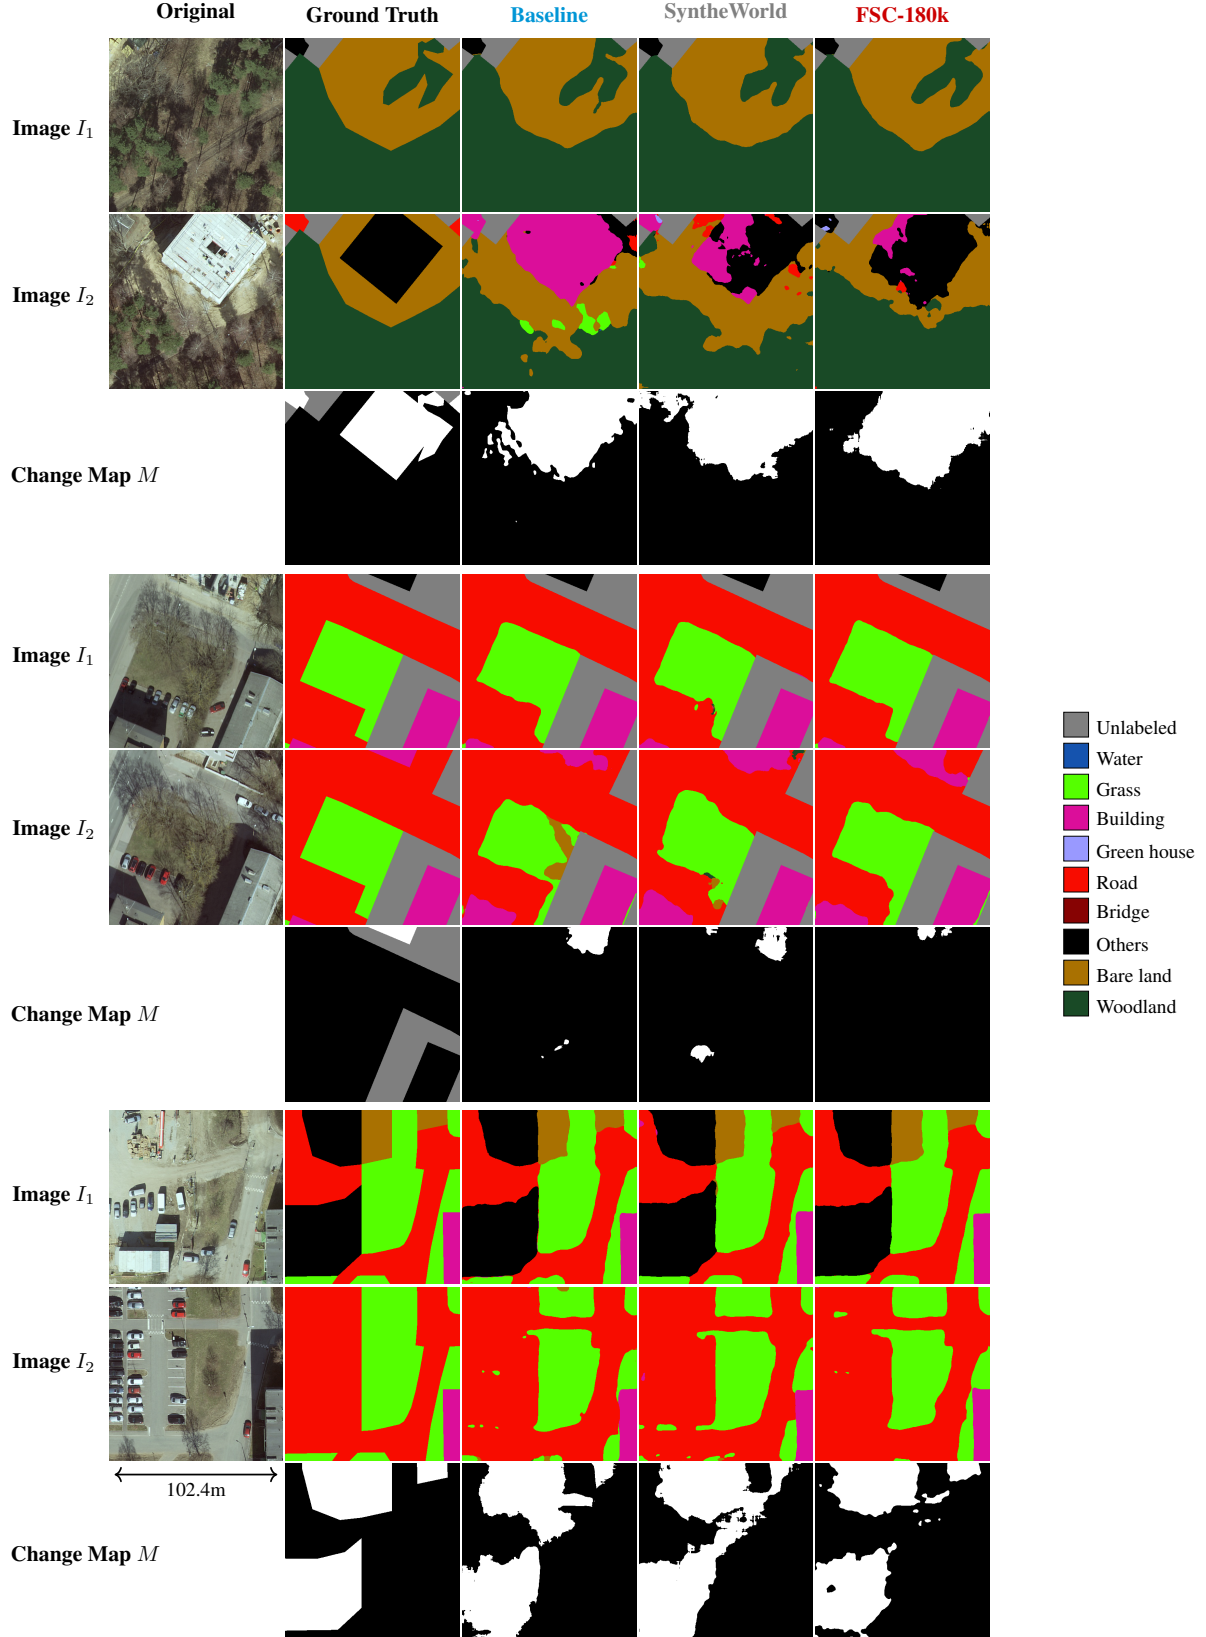 Original Ground Truth Baseline SyntheWorld FSC-180k
Image I₁
Image I₂
Change Map M
Image I₁
Image I₂
Change Map M
Image I₁
Image I₂
102.4m
Change Map M
Unlabeled
Water
Grass
Building
Green house
Road
Bridge
Others
Bare land
Woodland